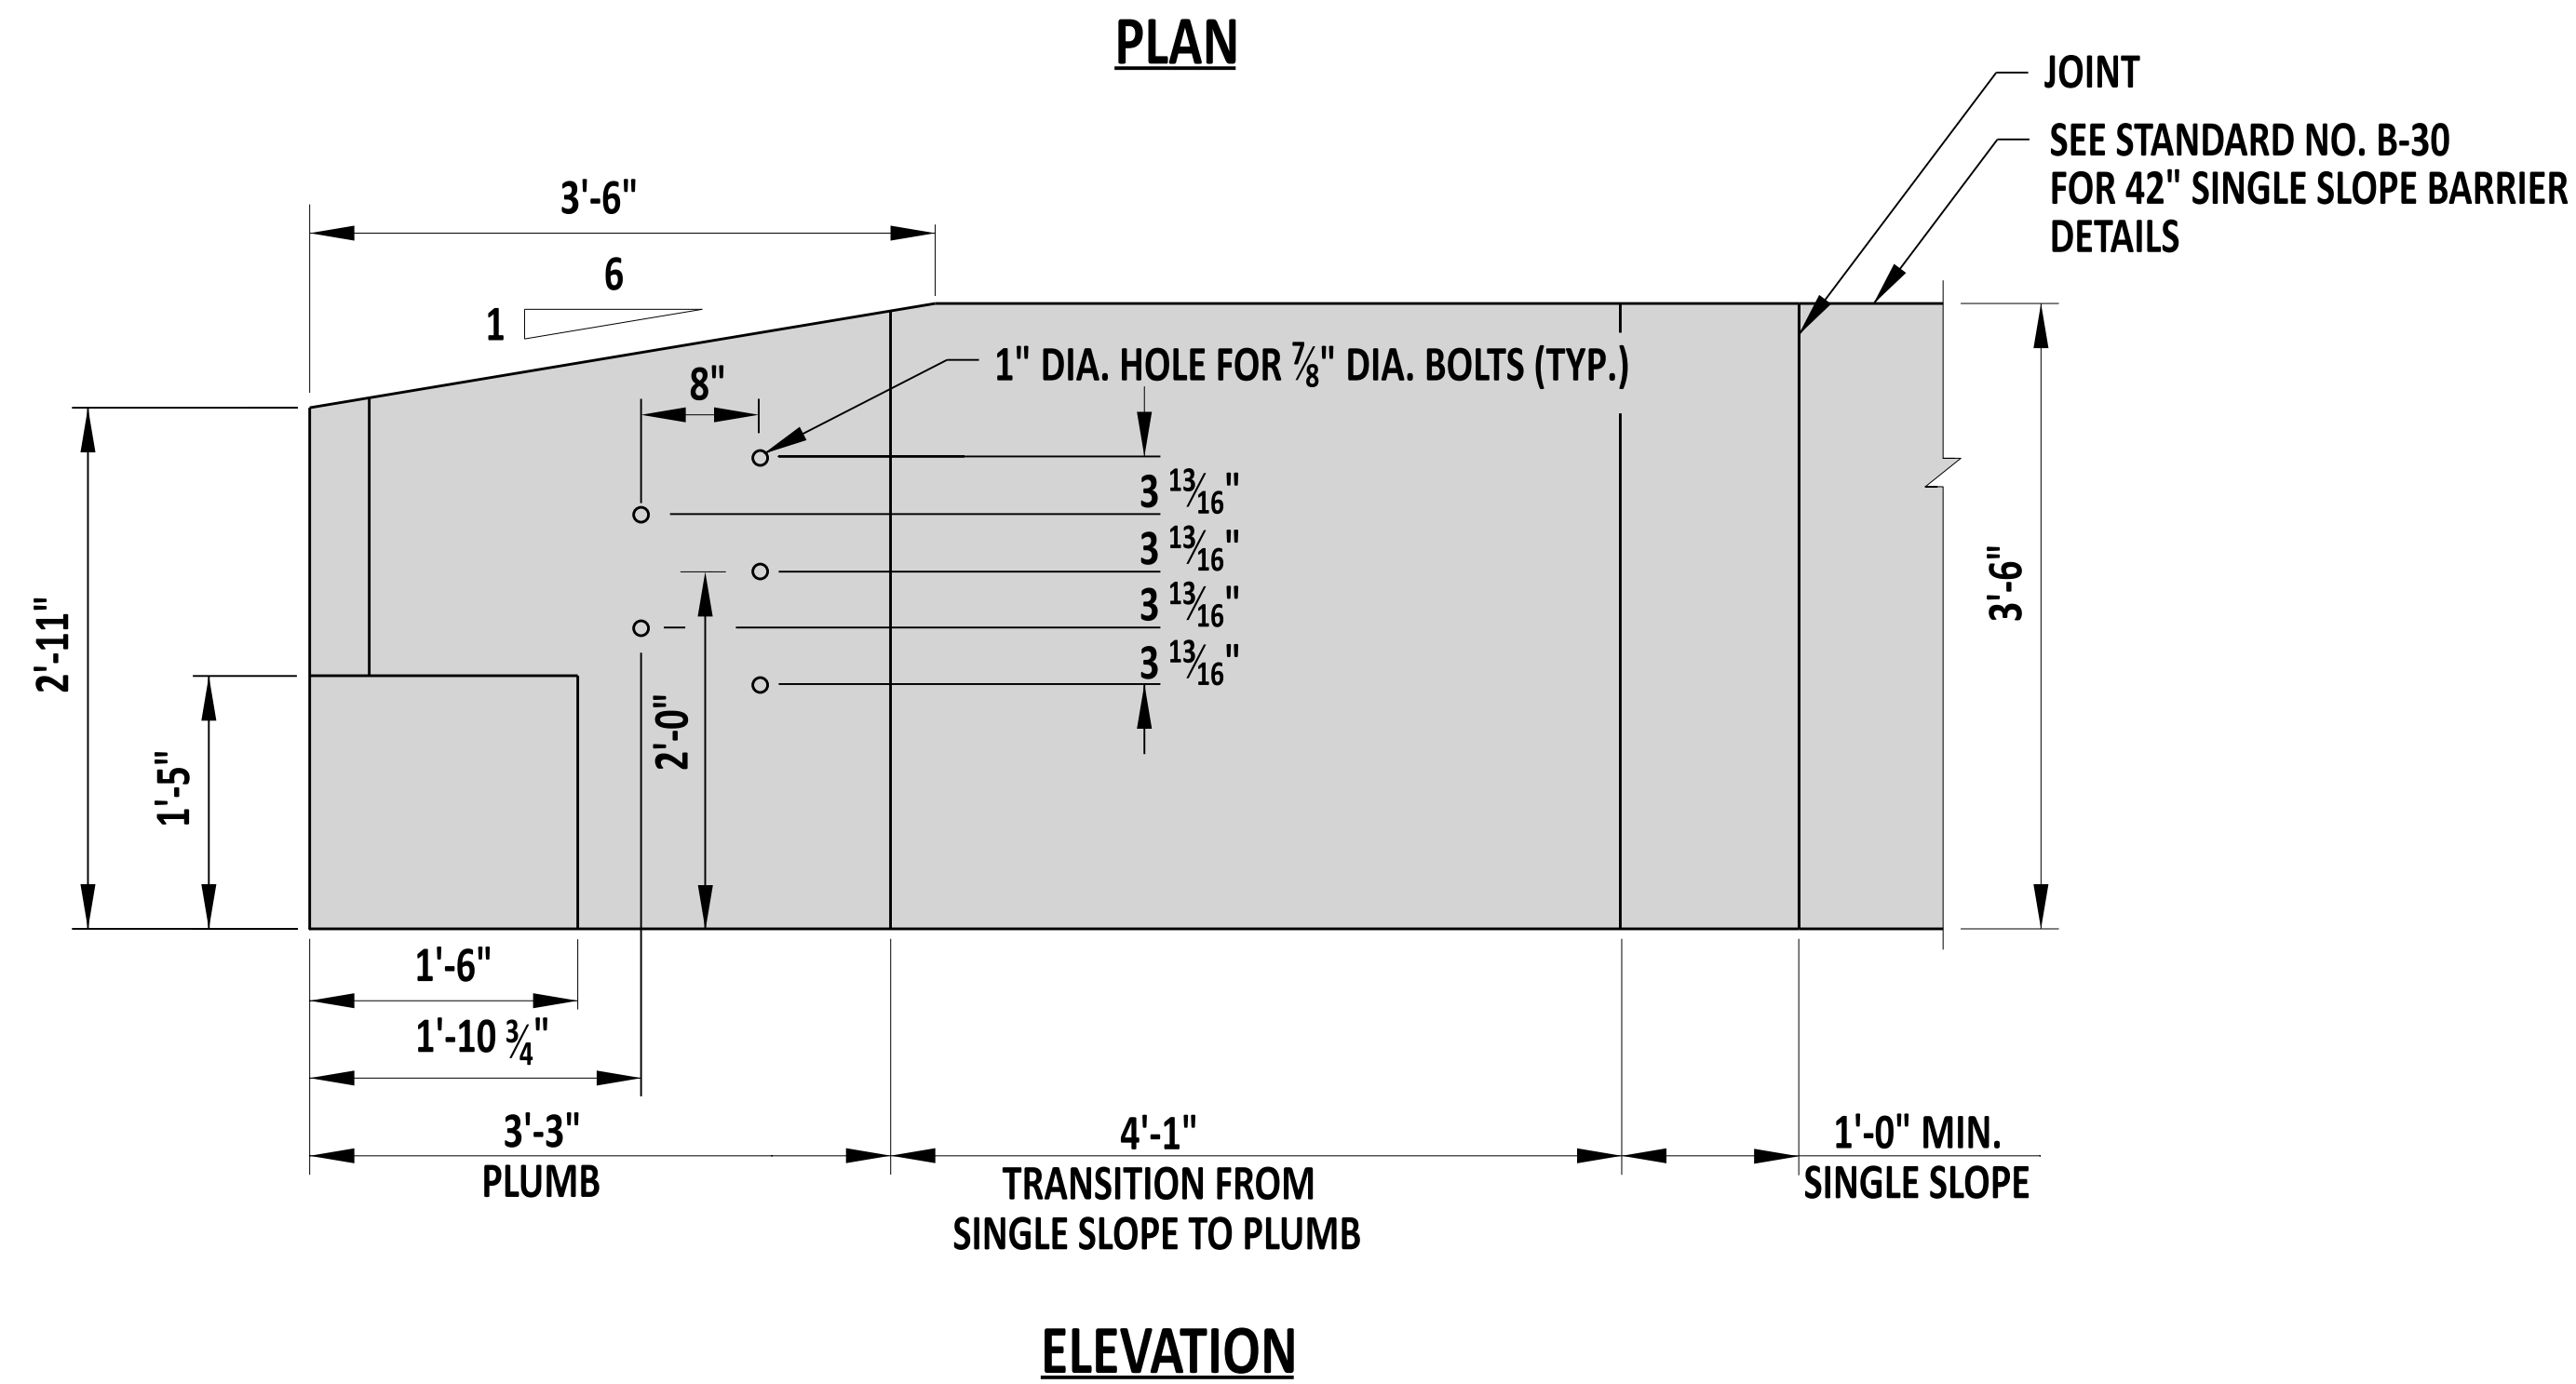 PLAN
JOINT
SEE STANDARD NO. B-30
FOR 42" SINGLE SLOPE BARRIER
DETAILS
3'-6"
6
1
8"
1" DIA. HOLE FOR ⅞" DIA. BOLTS (TYP.)
3 13/16"
3 13/16"
3 13/16"
3 13/16"
2'-11"
1'-5"
2'-0"
3'-6"
1'-6"
1'-10 ¾"
3'-3"
PLUMB
4'-1"
TRANSITION FROM
SINGLE SLOPE TO PLUMB
1'-0" MIN.
SINGLE SLOPE
ELEVATION